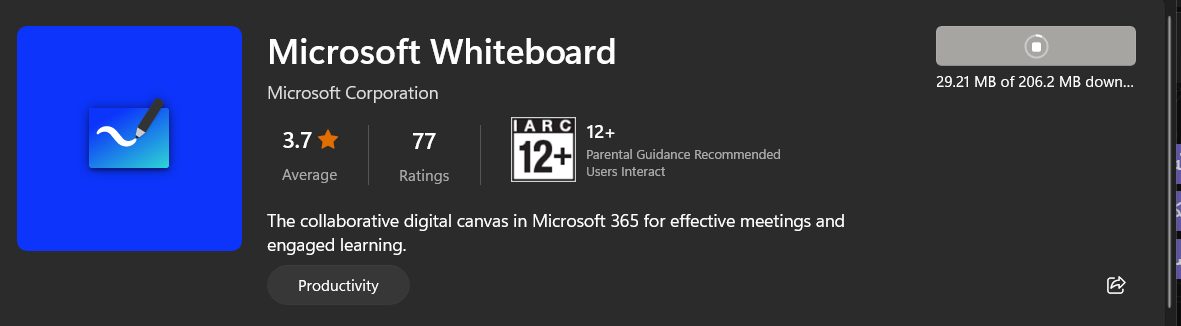 Microsoft Whiteboard
Microsoft Corporation
3.7
Average
77
Ratings
IARC
12+
12+
Parental Guidance Recommended
Users Interact
29.21 MB of 206.2 MB down...
The collaborative digital canvas in Microsoft 365 for effective meetings and
engaged learning.
Productivity